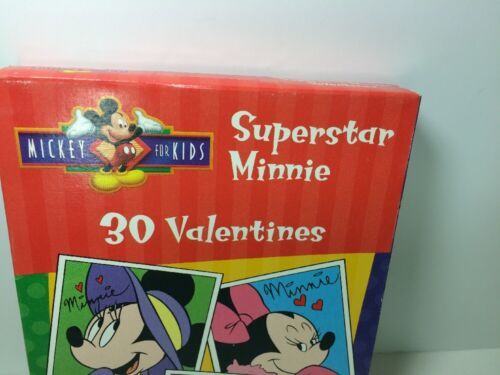 MICKEY FOR KIDS
Superstar
Minnie
30 Valentines
Minnie
Minnie